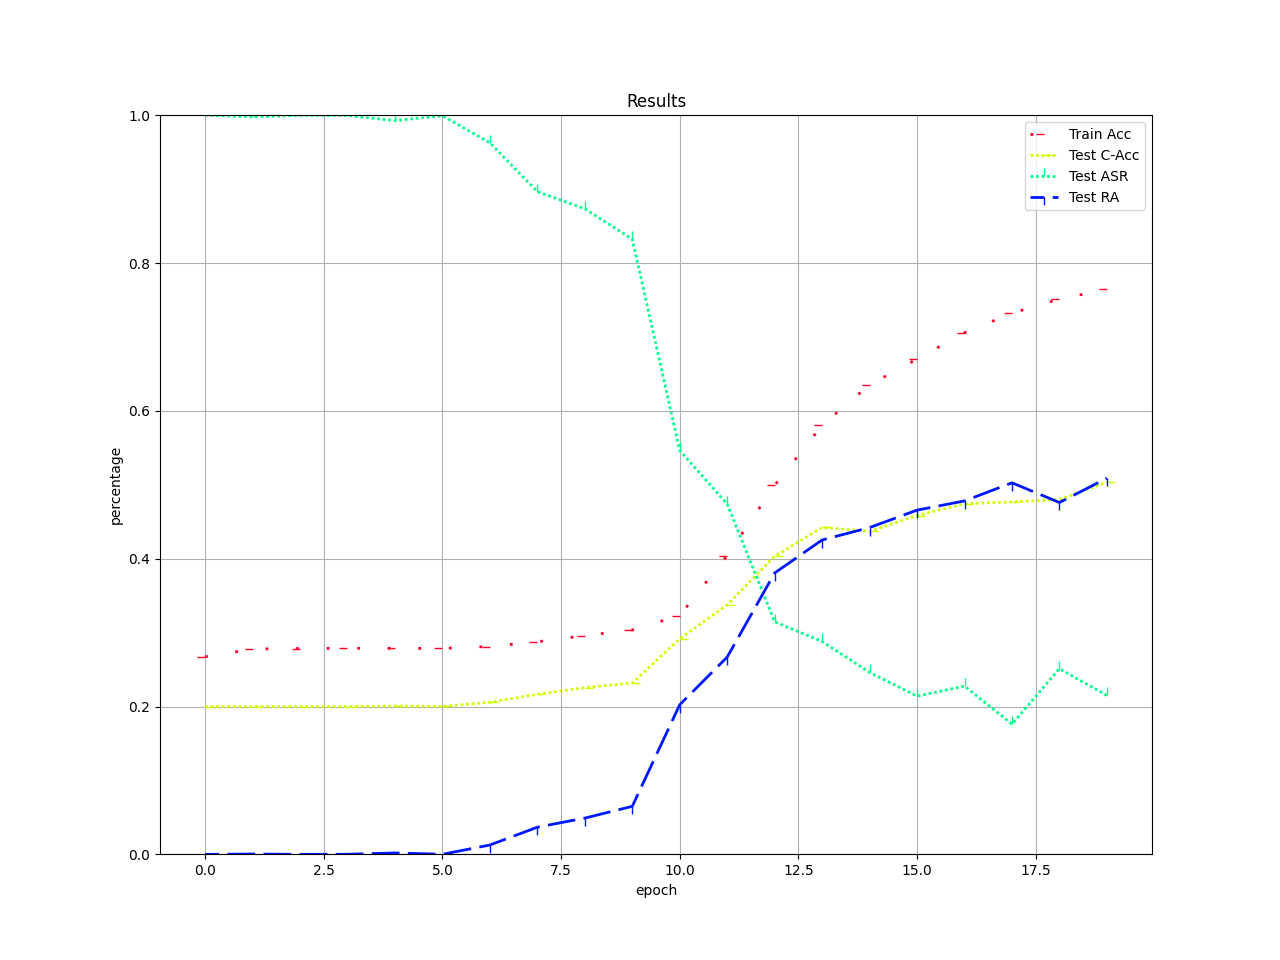 Results
1.0
0.8
0.6
0.4
0.2
0.0
percentage
Train Acc
Test C-Acc
Test ASR
Test RA
0.0 2.5 5.0 7.5 10.0 12.5 15.0 17.5
epoch